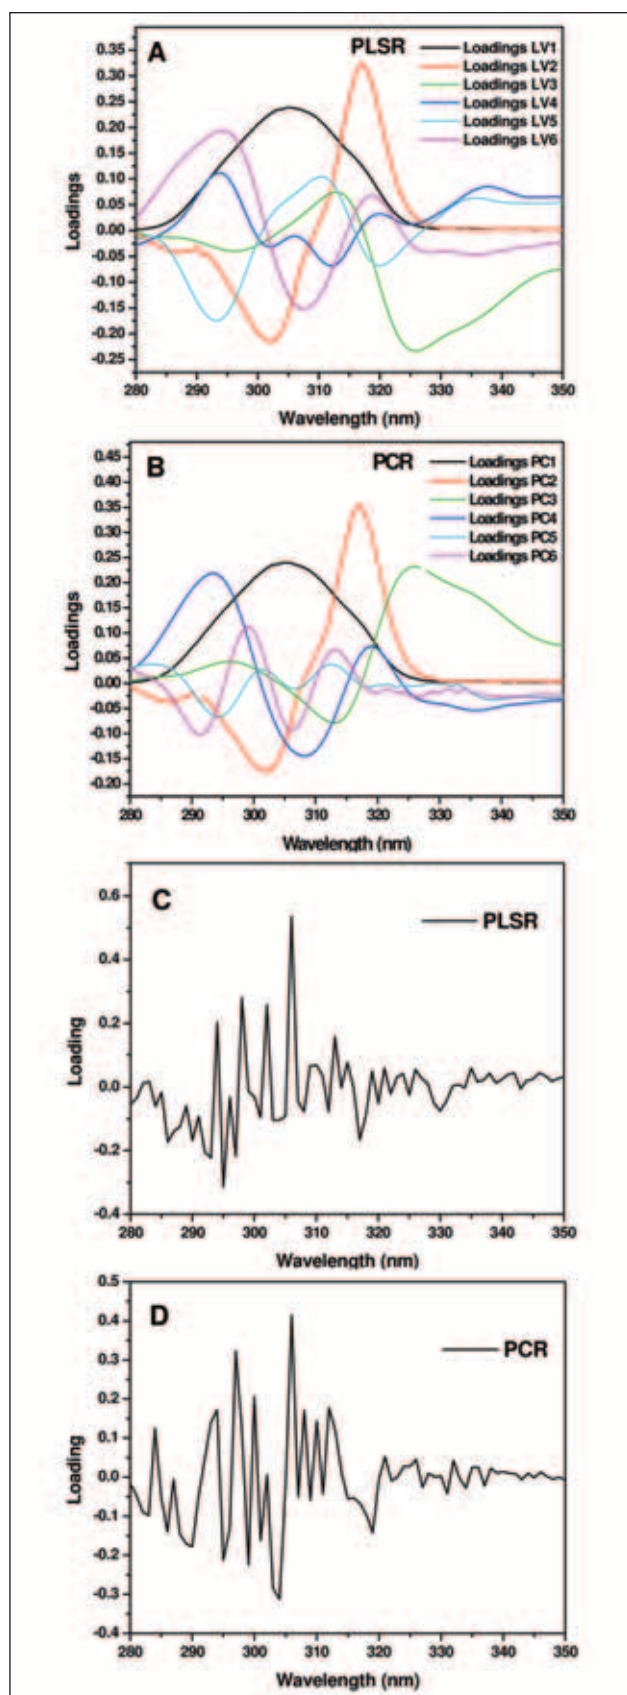 A
PLSR
Loadings LV1
Loadings LV2
Loadings LV3
Loadings LV4
Loadings LV5
Loadings LV6
0.35
0.30
0.25
0.20
0.15
0.10
0.05
0.00
-0.05
-0.10
-0.15
-0.20
-0.25
Loadings
280 290 300 310 320 330 340 350
Wavelength (nm)
B
PCR
Loadings PC1
Loadings PC2
Loadings PC3
Loadings PC4
Loadings PC5
Loadings PC6
0.45
0.40
0.35
0.30
0.25
0.20
0.15
0.10
0.05
0.00
-0.05
-0.10
-0.15
-0.20
Loadings
280 290 300 310 320 330 340 350
Wavelength (nm)
C
PLSR
0.6
0.4
0.2
0.0
-0.2
-0.4
Loading
280 290 300 310 320 330 340 350
Wavelength (nm)
D
PCR
0.5
0.4
0.3
0.2
0.1
0.0
-0.1
-0.2
-0.3
-0.4
Loading
280 290 300 310 320 330 340 350
Wavelength (nm)